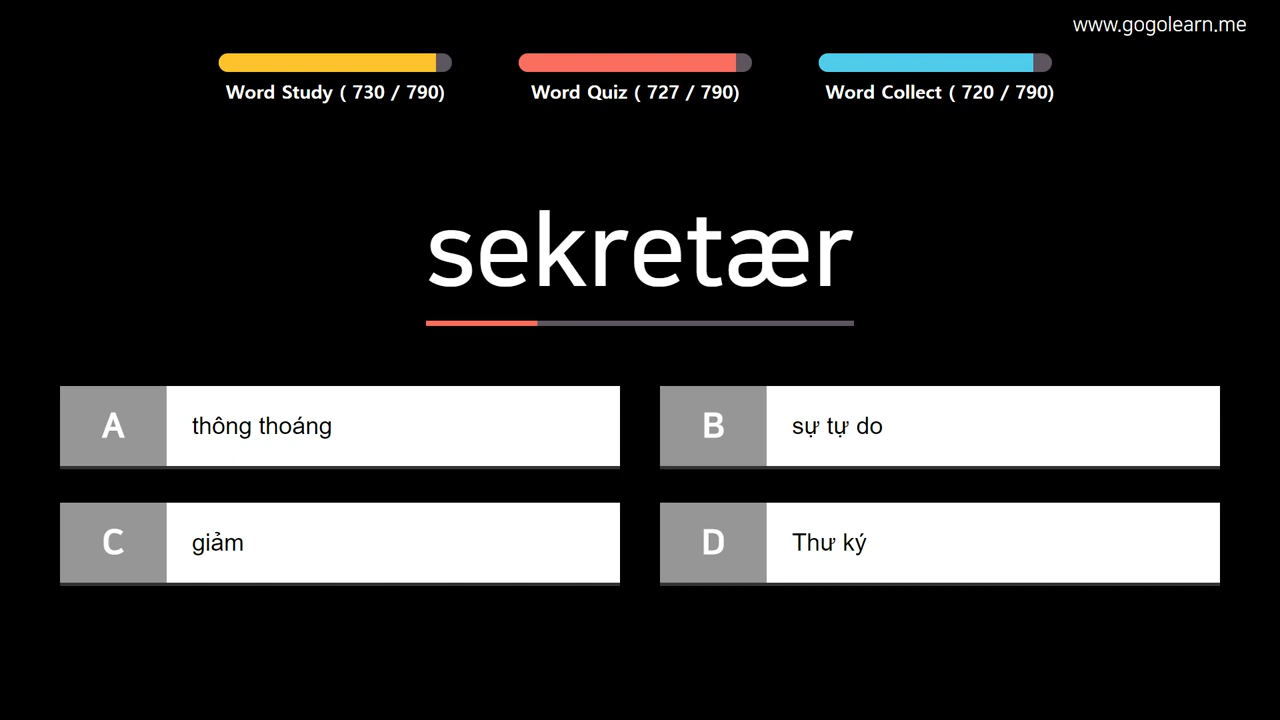 www.gogolearn.me
Word Study ( 730 / 790)
Word Quiz ( 727 / 790)
Word Collect ( 720 / 790)
sekretær
A
thông thoáng
B
sự tự do
C
giảm
D
Thư ký